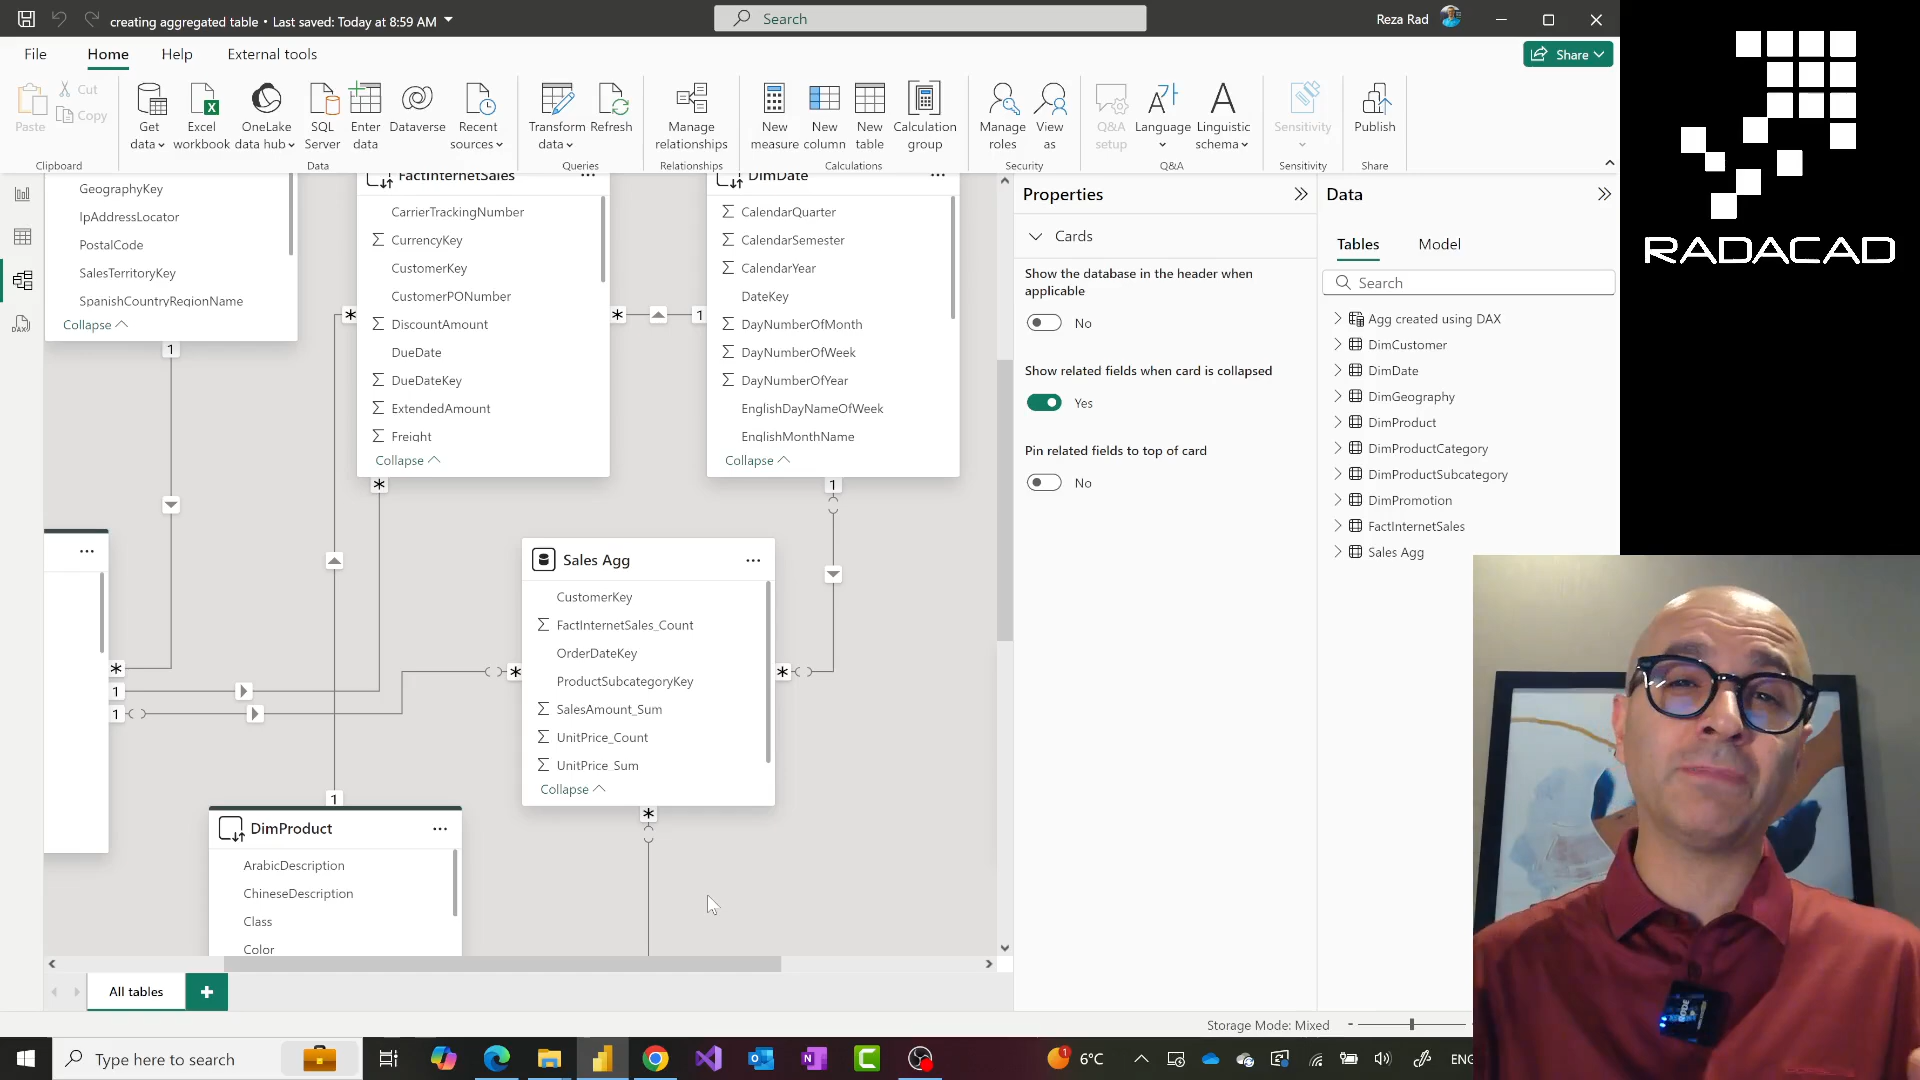 creating aggregated table • Last saved: Today at 8:59 AM
Search
Reza Rad
File
Home
Help
External tools
Share
Paste
Cut
Copy
Clipboard
Get data
Excel workbook
OneLake data hub
SQL Server
Enter data
Dataverse
Recent sources
Data
Transform data
Refresh
Queries
Manage relationships
Relationships
New measure
New column
New table
Calculation group
Calculations
Manage roles
View as
Security
Q&A setup
Language
Linguistic schema
Q&A
Sensitivity
Sensitivity
Publish
Share
RADACAD
GeographyKey
IpAddressLocator
PostalCode
SalesTerritoryKey
SpanishCountryRegionName
Collapse
1
FactInternetSales
CarrierTrackingNumber
CurrencyKey
CustomerKey
CustomerPONumber
DiscountAmount
DueDate
DueDateKey
ExtendedAmount
Freight
Collapse
*
*
*
1
DimDate
CalendarQuarter
CalendarSemester
CalendarYear
DateKey
DayNumberOfMonth
DayNumberOfWeek
DayNumberOfYear
EnglishDayNameOfWeek
EnglishMonthName
Collapse
1
*
1
1
Sales Agg
CustomerKey
FactInternetSales_Count
OrderDateKey
ProductSubcategoryKey
SalesAmount_Sum
UnitPrice_Count
UnitPrice_Sum
Collapse
*
*
*
1
DimProduct
ArabicDescription
ChineseDescription
Class
Color
Properties
Cards
Show the database in the header when
applicable
No
Show related fields when card is collapsed
Yes
Pin related fields to top of card
No
Data
Tables
Model
Search
Agg created using DAX
DimCustomer
DimDate
DimGeography
DimProduct
DimProductCategory
DimProductSubcategory
DimPromotion
FactInternetSales
Sales Agg
All tables
Storage Mode: Mixed
Type here to search
1
6°C
ENG